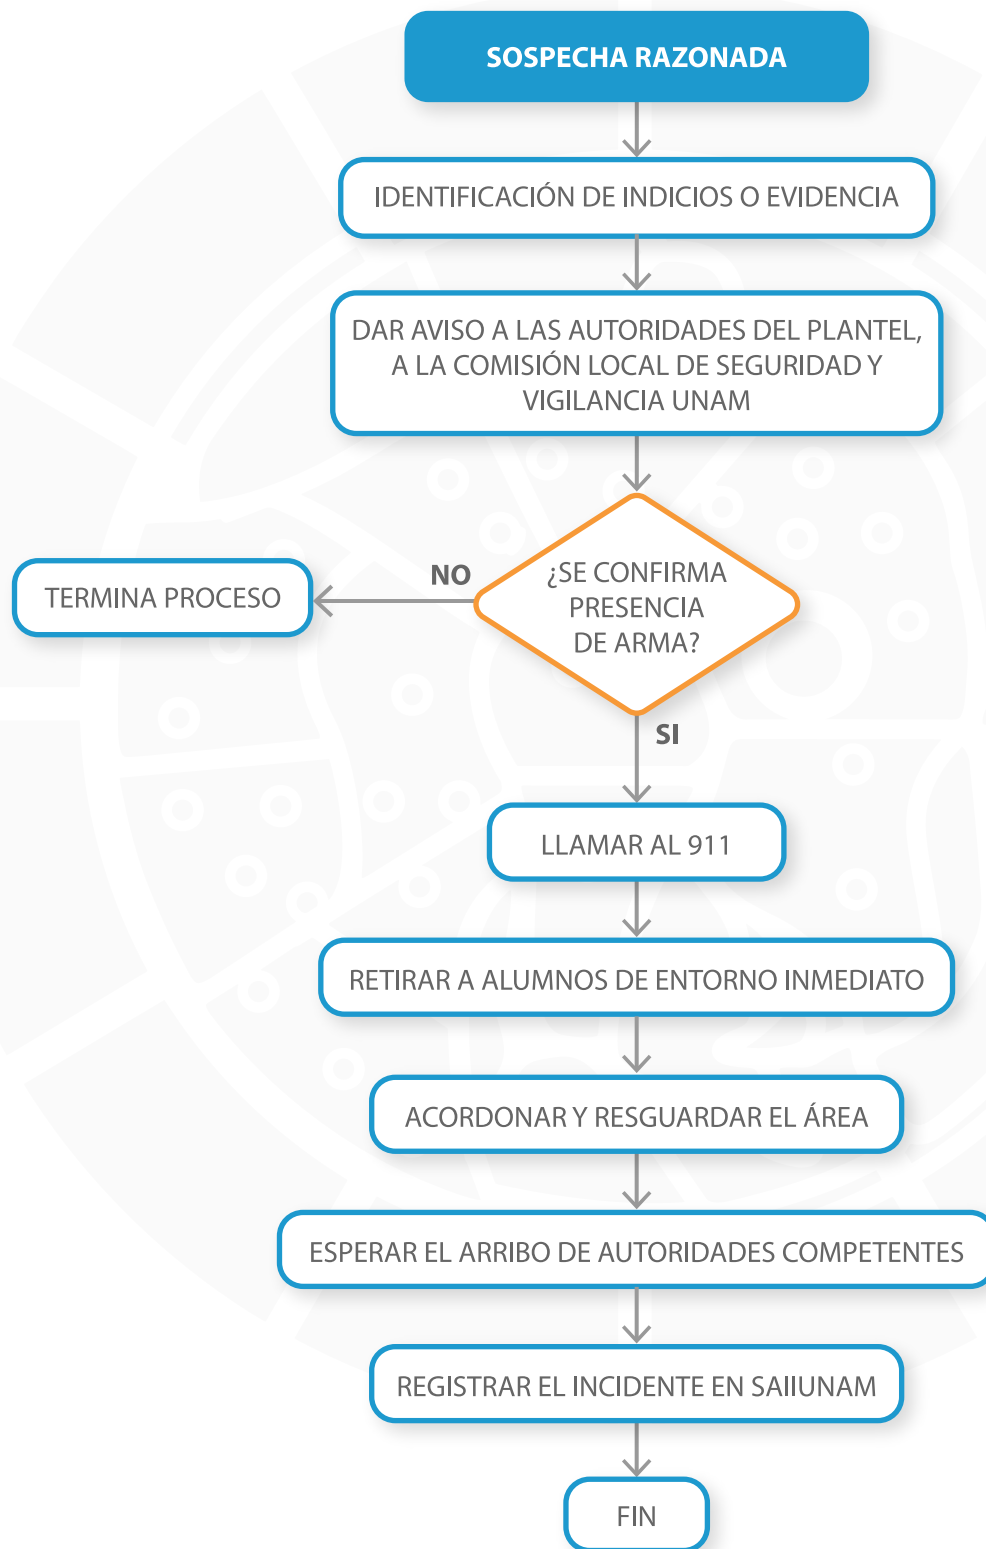 SOSPECHA RAZONADA
IDENTIFICACIÓN DE INDICIOS O EVIDENCIA
DAR AVISO A LAS AUTORIDADES DEL PLANTEL,
A LA COMISIÓN LOCAL DE SEGURIDAD Y
VIGILANCIA UNAM
¿SE CONFIRMA
PRESENCIA
DE ARMA?
NO
TERMINA PROCESO
SI
LLAMAR AL 911
RETIRAR A ALUMNOS DE ENTORNO INMEDIATO
ACORDONAR Y RESGUARDAR EL ÁREA
ESPERAR EL ARRIBO DE AUTORIDADES COMPETENTES
REGISTRAR EL INCIDENTE EN SAIIUNAM
FIN